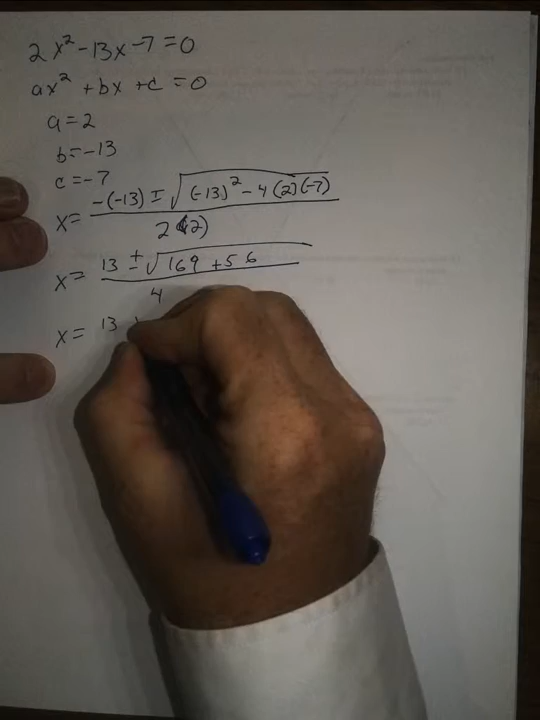 2x² - 13x - 7 = 0
ax² + bx + c = 0
a = 2
b = -13
c = -7
x = -(-13) ± √(-13)² - 4(2)(-7) / 2(2)
x = 13 ± √169 + 56 / 4
x = 13